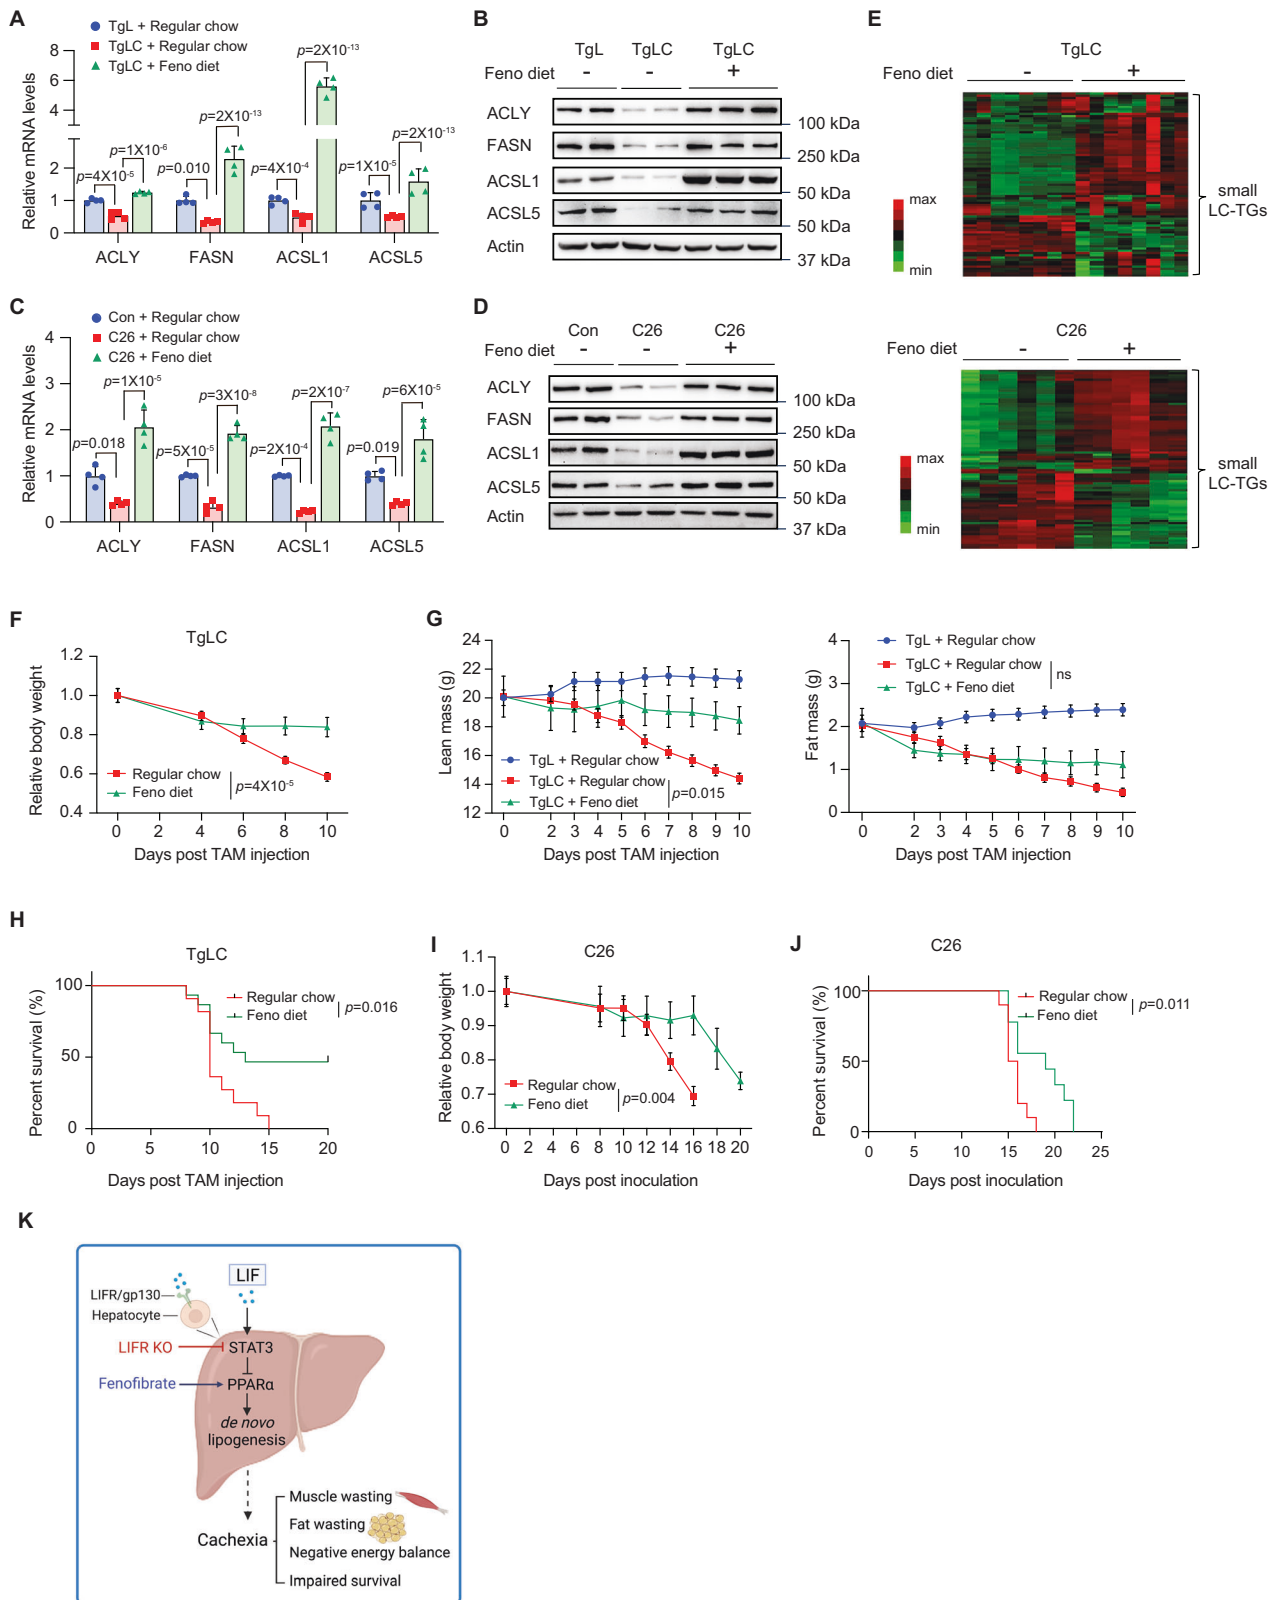 A
TgL + Regular chow
TgLC + Regular chow
TgLC + Feno diet
Relative mRNA levels
8
6
4
2
1
0
p=4X10⁻⁵
p=1X10⁻⁶
p=0.010
p=2X10⁻¹³
p=4X10⁻⁴
p=2X10⁻¹³
p=1X10⁻⁵
p=2X10⁻¹³
ACLY FASN ACSL1 ACSL5
B
TgL TgLC TgLC
Feno diet - - +
ACLY
100 kDa
FASN
250 kDa
ACSL1
50 kDa
ACSL5
50 kDa
Actin
37 kDa
E
TgLC
Feno diet - +
max
min
small
LC-TGs
C26
Feno diet - +
max
min
small
LC-TGs
C
Con + Regular chow
C26 + Regular chow
C26 + Feno diet
Relative mRNA levels
4
3
2
1
0
p=0.018
p=1X10⁻⁵
p=5X10⁻⁵
p=3X10⁻⁸
p=2X10⁻⁴
p=2X10⁻⁷
p=0.019
p=6X10⁻⁵
ACLY FASN ACSL1 ACSL5
D
Con C26 C26
Feno diet - - +
ACLY
100 kDa
FASN
250 kDa
ACSL1
50 kDa
ACSL5
50 kDa
Actin
37 kDa
F
TgLC
Relative body weight
1.2
1.0
0.8
0.6
0.4
Regular chow
Feno diet
p=4X10⁻⁵
0 2 4 6 8 10
Days post TAM injection
G
Lean mass (g)
24
22
20
18
16
14
12
TgL + Regular chow
TgLC + Regular chow
TgLC + Feno diet
p=0.015
0 2 3 4 5 6 7 8 9 10
Days post TAM injection
Fat mass (g)
4
3
2
1
0
TgL + Regular chow
TgLC + Regular chow
TgLC + Feno diet
ns
0 2 3 4 5 6 7 8 9 10
Days post TAM injection
H
TgLC
Percent survival (%)
100
50
0
Regular chow
Feno diet
p=0.016
0 5 10 15 20
Days post TAM injection
I
C26
Relative body weight
1.1
1.0
0.9
0.8
0.7
0.6
Regular chow
Feno diet
p=0.004
0 2 4 6 8 10 12 14 16 18 20
Days post inoculation
J
C26
Percent survival (%)
100
50
0
Regular chow
Feno diet
p=0.011
0 5 10 15 20 25
Days post inoculation
K
LIF
LIFR/gp130
Hepatocyte
LIFR KO
STAT3
Fenofibrate
PPARα
de novo
lipogenesis
Cachexia
Muscle wasting
Fat wasting
Negative energy balance
Impaired survival